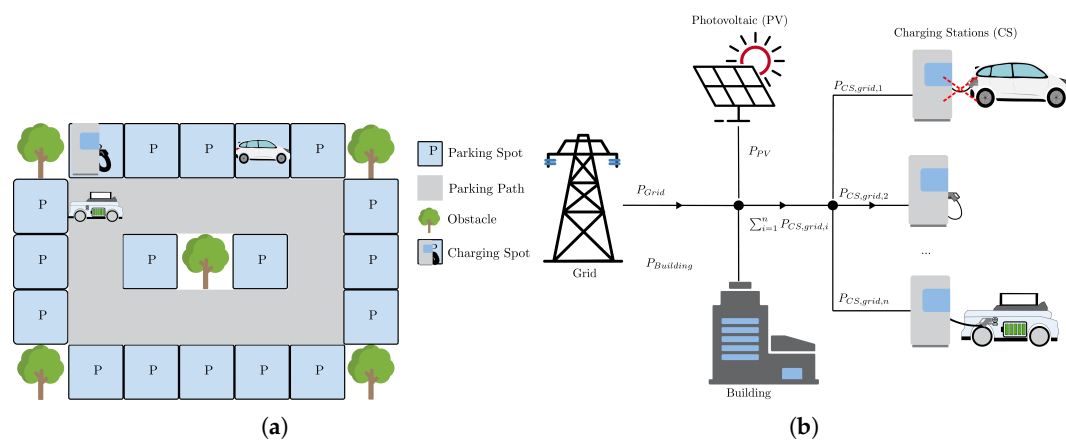 Photovoltaic (PV)
Charging Stations (CS)
P_{CS,grid,1}
P P P P
P Parking Spot
P_{PV}
Parking Path
P P
P_{Grid}
P_{CS,grid,2}
Obstacle
\sum_{i=1}^{n} P_{CS,grid,i}
P P P P
Charging Spot
...
P_{Building}
Grid
P_{CS,grid,n}
P P
P P P P P
Building
(a)
(b)